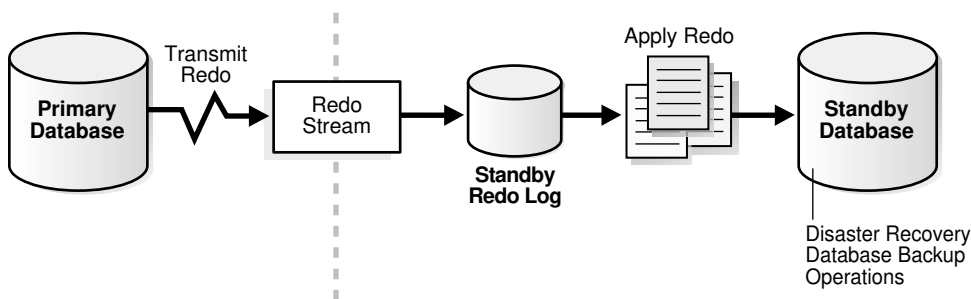 Primary
Database
Transmit
Redo
Redo
Stream
Standby
Redo Log
Apply Redo
Standby
Database
Disaster Recovery
Database Backup
Operations